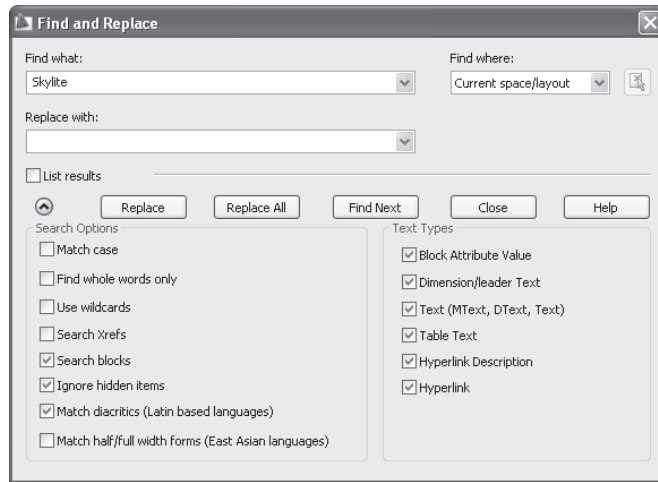 Find and Replace
Find what:
Find where:
Skylite
Current space/layout
Replace with:
List results
Replace
Replace All
Find Next
Close
Help
Search Options
Match case
Find whole words only
Use wildcards
Search Xrefs
Search blocks
Ignore hidden items
Match diacritics (Latin based languages)
Match half/full width forms (East Asian languages)
Text Types
Block Attribute Value
Dimension/leader Text
Text (MText, DText, Text)
Table Text
Hyperlink Description
Hyperlink